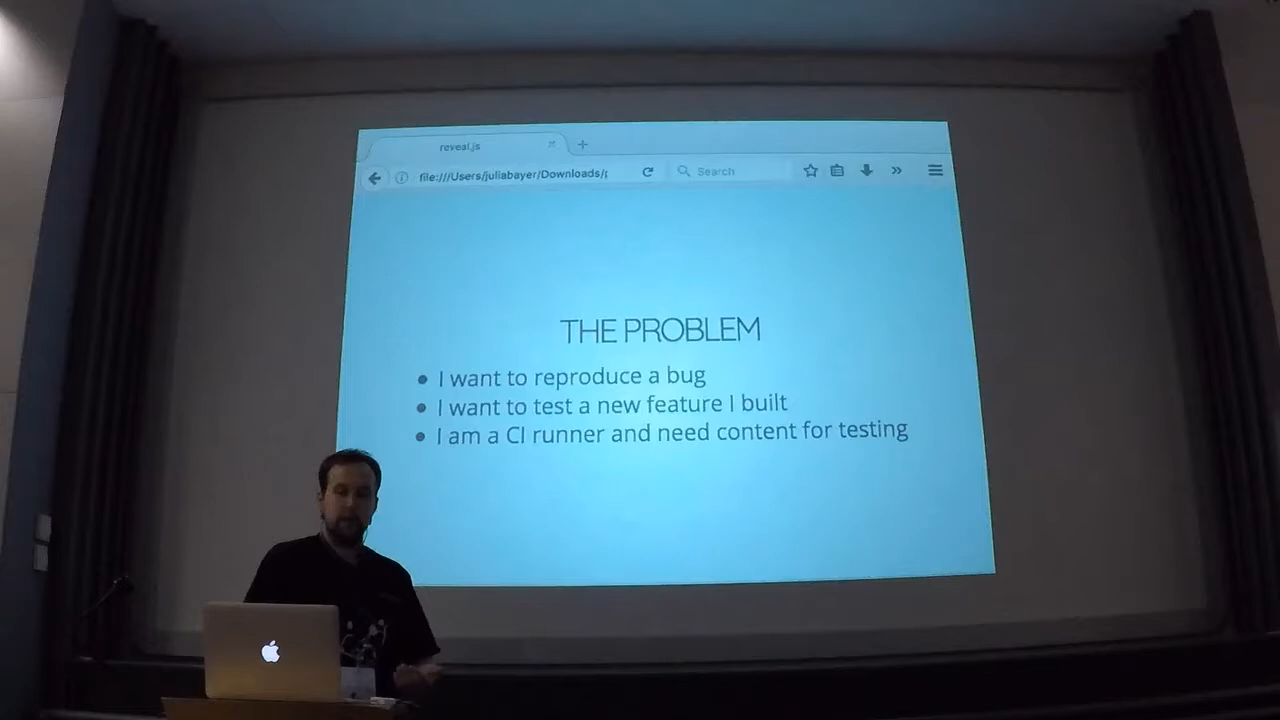 reveal.js
file:///Users/juliabayer/Downloads/(
Search
THE PROBLEM
I want to reproduce a bug
I want to test a new feature I built
I am a CI runner and need content for testing